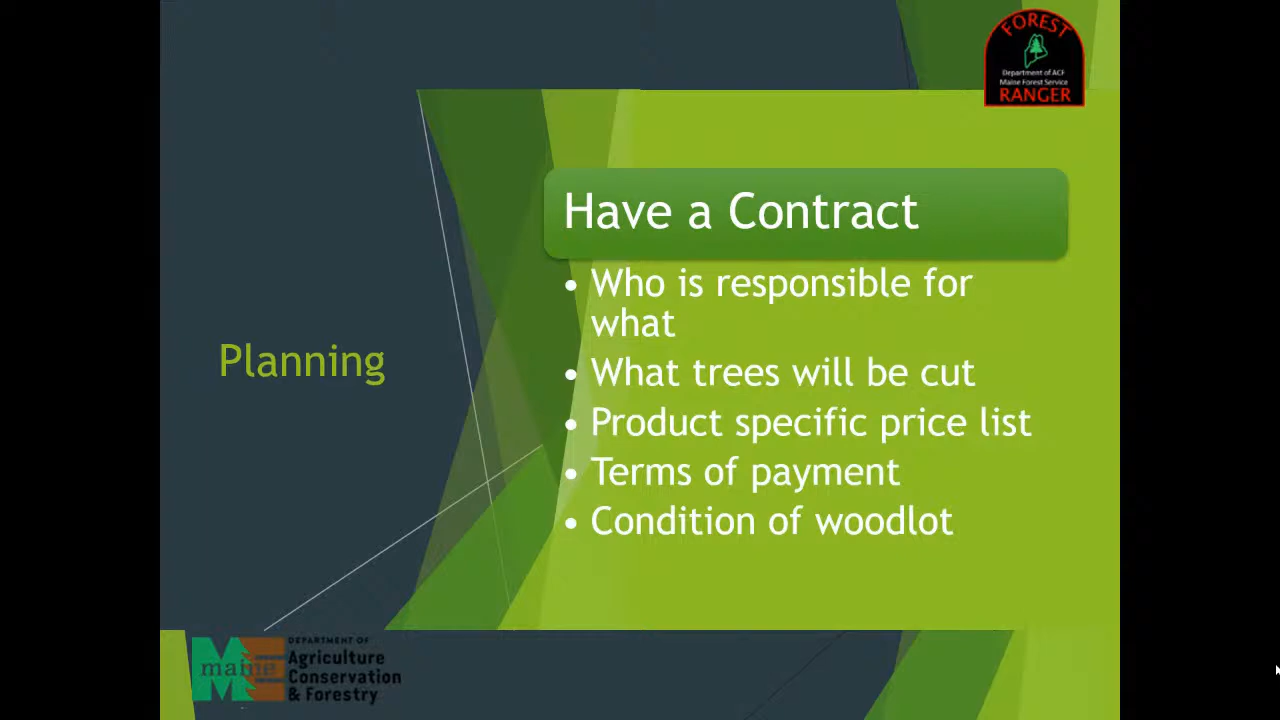 FOREST
Department of ACF
Maine Forest Service
RANGER
Have a Contract
• Who is responsible for
what
• What trees will be cut
• Product specific price list
• Terms of payment
• Condition of woodlot
Planning
maine
DEPARTMENT OF
Agriculture
Conservation
& Forestry